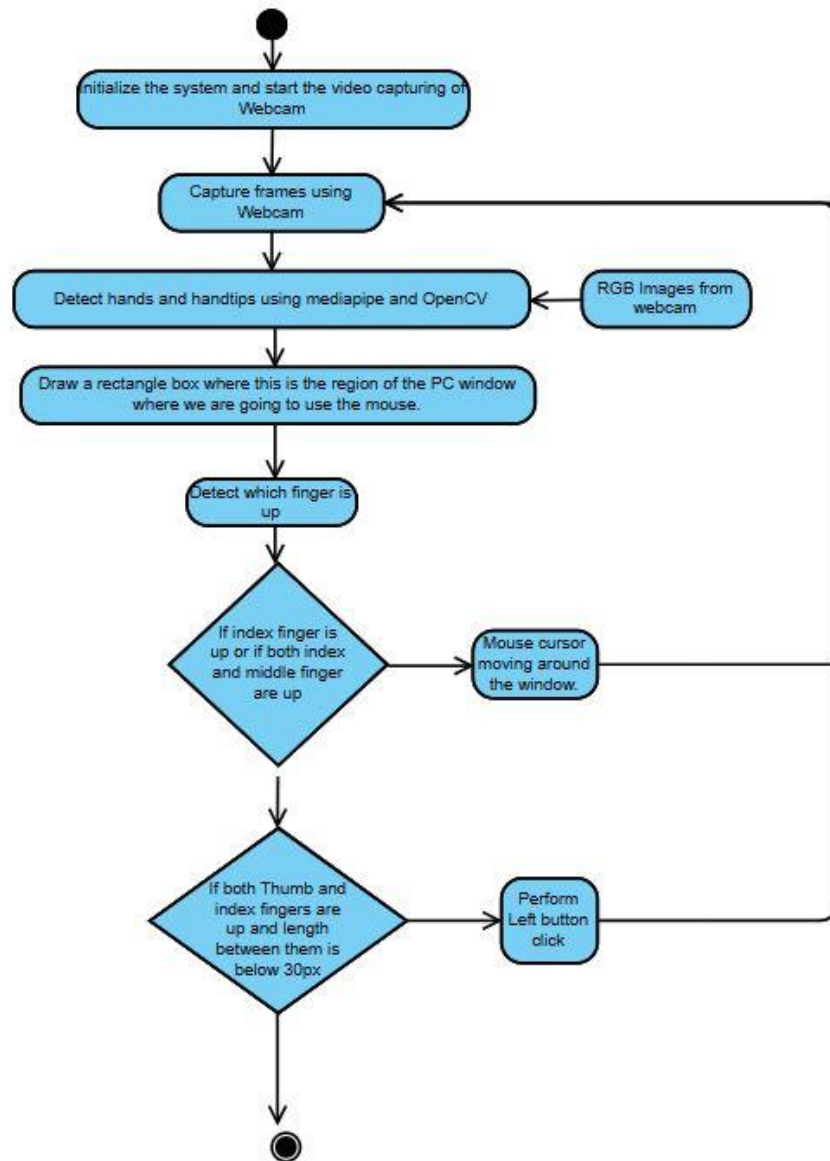 Initialize the system and start the video capturing of
Webcam
Capture frames using
Webcam
Detect hands and handtips using mediapipe and OpenCV
RGB Images from
webcam
Draw a rectangle box where this is the region of the PC window
where we are going to use the mouse.
Detect which finger is
up
If index finger is
up or if both index
and middle finger
are up
Mouse cursor
moving around
the window.
If both Thumb and
index fingers are
up and length
between them is
below 30px
Perform
Left button
click